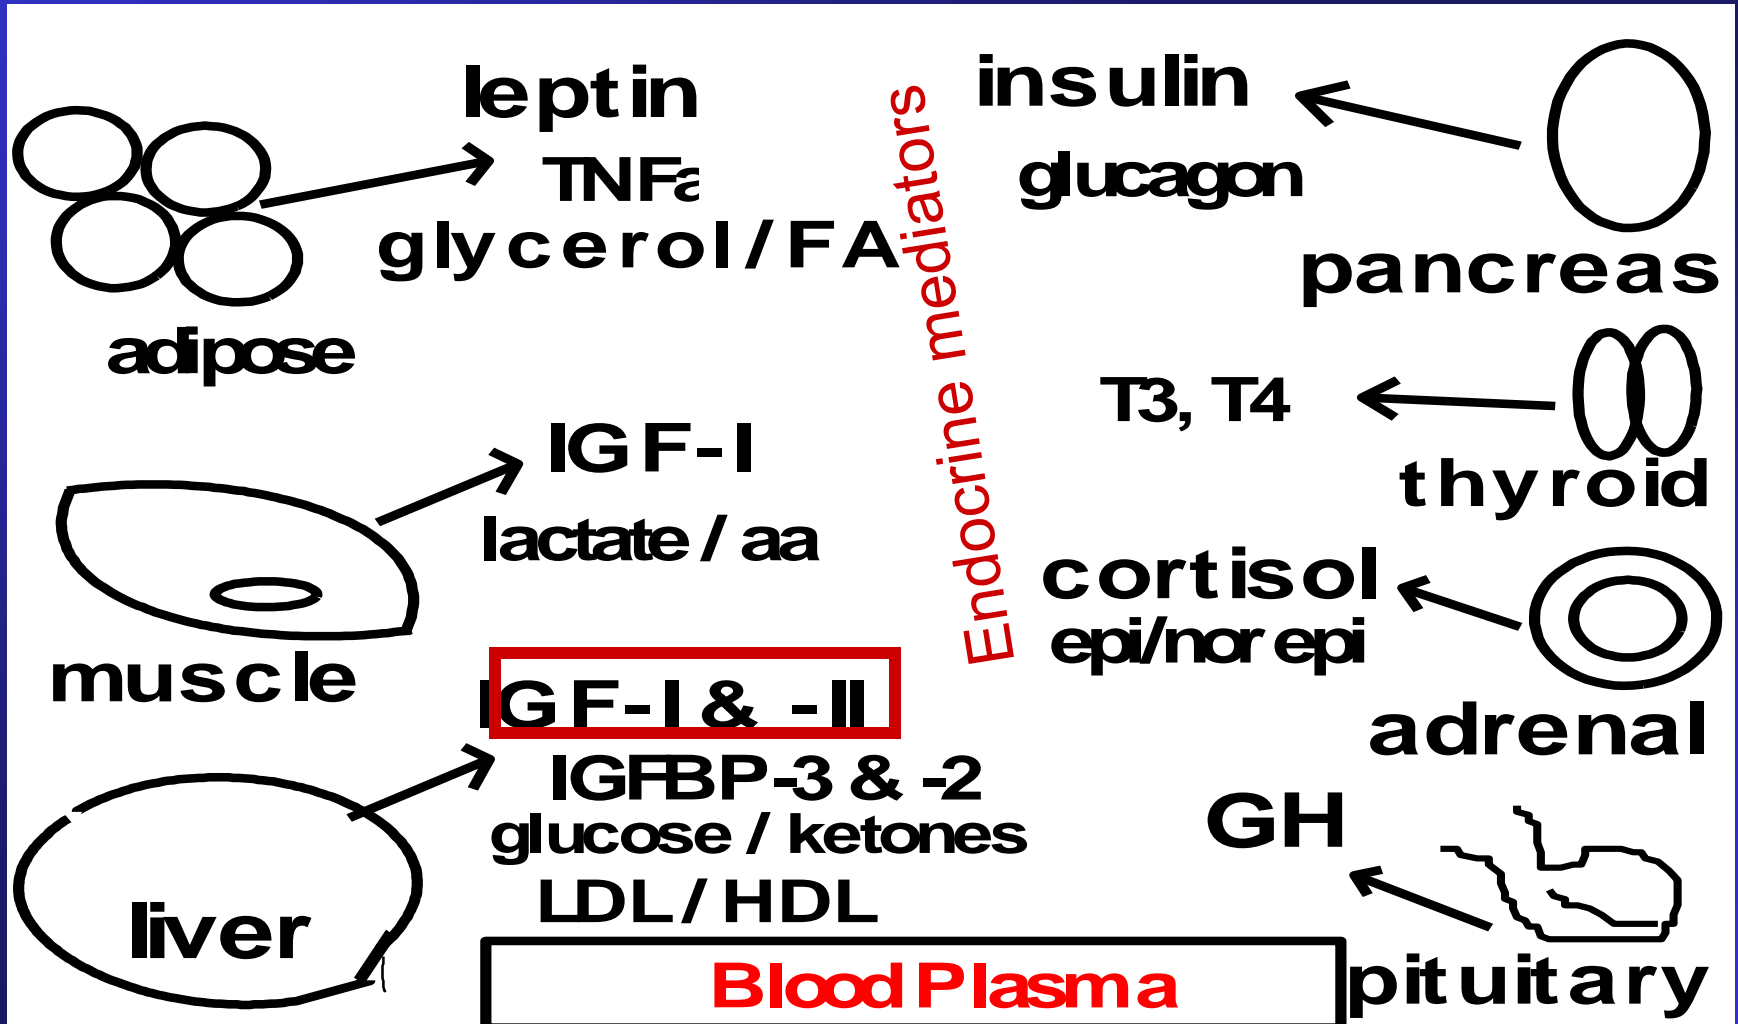 leptin
TNFa
glycerol / FA
adipose
IGF-I
lactate / aa
muscle
IGF-I & -II
IGFBP-3 & -2
glucose / ketones
LDL / HDL
liver
Endocrine mediators
insulin
glucagon
pancreas
T3, T4
thyroid
cortisol
epi/nor epi
adrenal
GH
pituitary
Blood Plasma